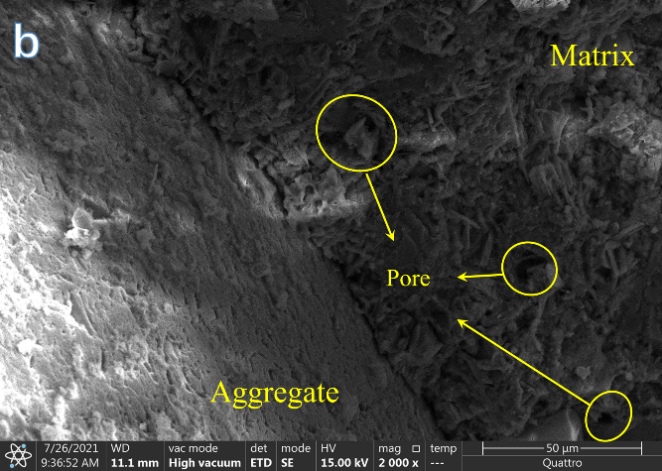 b
Matrix
Pore
Aggregate
7/26/2021 WD vac mode det mode HV mag □ temp 50 µm
9:36:52 AM 11.1 mm High vacuum ETD SE 15.00 kV 2 000 x --- Quattro